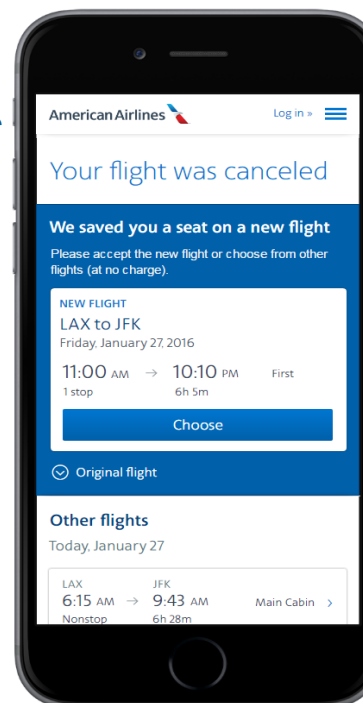 American Airlines
Log in »
Your flight was canceled
We saved you a seat on a new flight
Please accept the new flight or choose from other
flights (at no charge).
NEW FLIGHT
LAX to JFK
Friday, January 27, 2016
11:00 AM → 10:10 PM First
1 stop 6h 5m
Choose
Original flight
Other flights
Today, January 27
LAX JFK
6:15 AM → 9:43 AM Main Cabin >
Nonstop 6h 28m